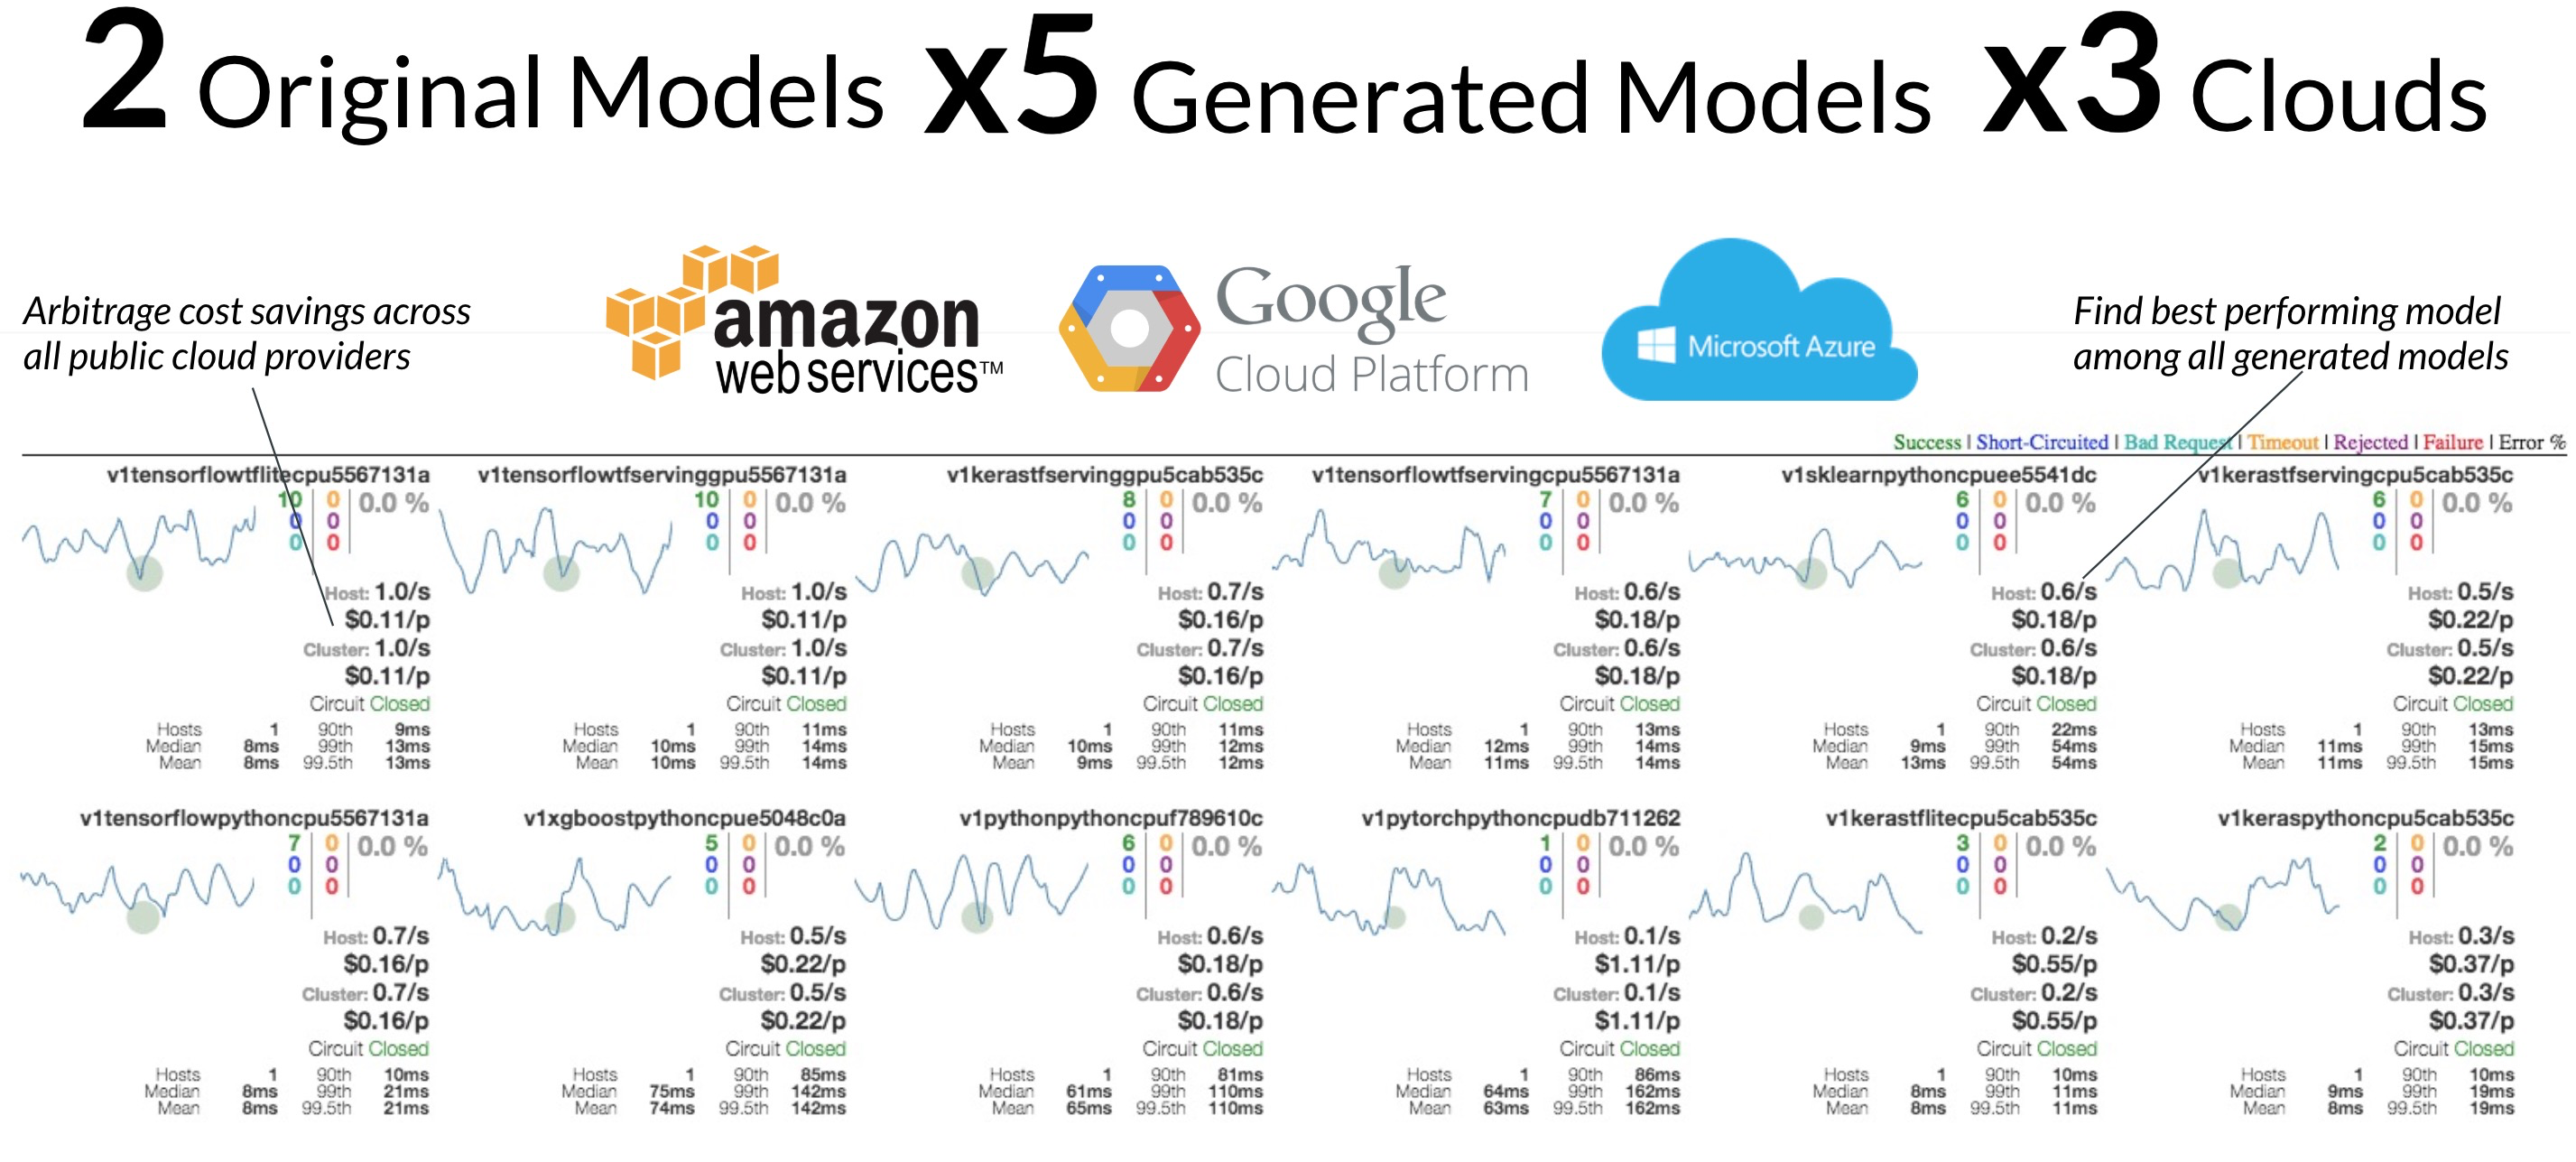 2 Original Models x5 Generated Models x3 Clouds
Arbitrage cost savings across
all public cloud providers
amazon
web services™
Google
Cloud Platform
Microsoft Azure
Find best performing model
among all generated models
Success | Short-Circuited | Bad Request | Timeout | Rejected | Failure | Error %
v1tensorflowtflitecpu5567131a
10 0 0.0 %
0 0
0 0
Host: 1.0/s
$0.11/p
Cluster: 1.0/s
$0.11/p
Circuit Closed
Hosts 1 90th 9ms
Median 8ms 99th 13ms
Mean 8ms 99.5th 13ms
v1tensorflowtfservinggpu5567131a
10 0 0.0 %
0 0
0 0
Host: 1.0/s
$0.11/p
Cluster: 1.0/s
$0.11/p
Circuit Closed
Hosts 1 90th 11ms
Median 10ms 99th 14ms
Mean 10ms 99.5th 14ms
v1kerastfservinggpu5cab535c
8 0 0.0 %
0 0
0 0
Host: 0.7/s
$0.16/p
Cluster: 0.7/s
$0.16/p
Circuit Closed
Hosts 1 90th 11ms
Median 10ms 99th 12ms
Mean 9ms 99.5th 12ms
v1tensorflowtfservingcpu5567131a
7 0 0.0 %
0 0
0 0
Host: 0.6/s
$0.18/p
Cluster: 0.6/s
$0.18/p
Circuit Closed
Hosts 1 90th 13ms
Median 12ms 99th 14ms
Mean 11ms 99.5th 14ms
v1sklearnpythoncpuee5541dc
6 0 0.0 %
0 0
0 0
Host: 0.6/s
$0.18/p
Cluster: 0.6/s
$0.18/p
Circuit Closed
Hosts 1 90th 22ms
Median 9ms 99th 54ms
Mean 13ms 99.5th 54ms
v1kerastfservingcpu5cab535c
6 0 0.0 %
0 0
0 0
Host: 0.5/s
$0.22/p
Cluster: 0.5/s
$0.22/p
Circuit Closed
Hosts 1 90th 13ms
Median 11ms 99th 15ms
Mean 11ms 99.5th 15ms
v1tensorflowpythoncpu5567131a
7 0 0.0 %
0 0
0 0
Host: 0.7/s
$0.16/p
Cluster: 0.7/s
$0.16/p
Circuit Closed
Hosts 1 90th 10ms
Median 8ms 99th 21ms
Mean 8ms 99.5th 21ms
v1xgboostpythoncpue5048c0a
5 0 0.0 %
0 0
0 0
Host: 0.5/s
$0.22/p
Cluster: 0.5/s
$0.22/p
Circuit Closed
Hosts 1 90th 85ms
Median 75ms 99th 142ms
Mean 74ms 99.5th 142ms
v1pythonpythoncpuf789610c
6 0 0.0 %
0 0
0 0
Host: 0.6/s
$0.18/p
Cluster: 0.6/s
$0.18/p
Circuit Closed
Hosts 1 90th 81ms
Median 61ms 99th 110ms
Mean 65ms 99.5th 110ms
v1pytorchpythoncpudb711262
1 0 0.0 %
0 0
0 0
Host: 0.1/s
$1.11/p
Cluster: 0.1/s
$1.11/p
Circuit Closed
Hosts 1 90th 86ms
Median 64ms 99th 162ms
Mean 63ms 99.5th 162ms
v1kerastflitecpu5cab535c
3 0 0.0 %
0 0
0 0
Host: 0.2/s
$0.55/p
Cluster: 0.2/s
$0.55/p
Circuit Closed
Hosts 1 90th 10ms
Median 8ms 99th 11ms
Mean 8ms 99.5th 11ms
v1keraspythoncpu5cab535c
2 0 0.0 %
0 0
0 0
Host: 0.3/s
$0.37/p
Cluster: 0.3/s
$0.37/p
Circuit Closed
Hosts 1 90th 10ms
Median 9ms 99th 19ms
Mean 8ms 99.5th 19ms